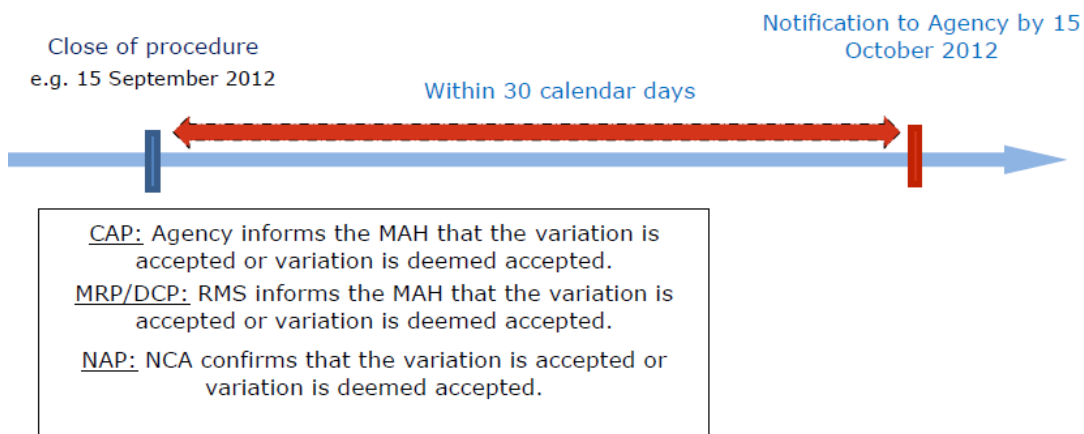 Close of procedure
e.g. 15 September 2012
Notification to Agency by 15
October 2012
Within 30 calendar days
CAP: Agency informs the MAH that the variation is
accepted or variation is deemed accepted.
MRP/DCP: RMS informs the MAH that the variation is
accepted or variation is deemed accepted.
NAP: NCA confirms that the variation is accepted or
variation is deemed accepted.